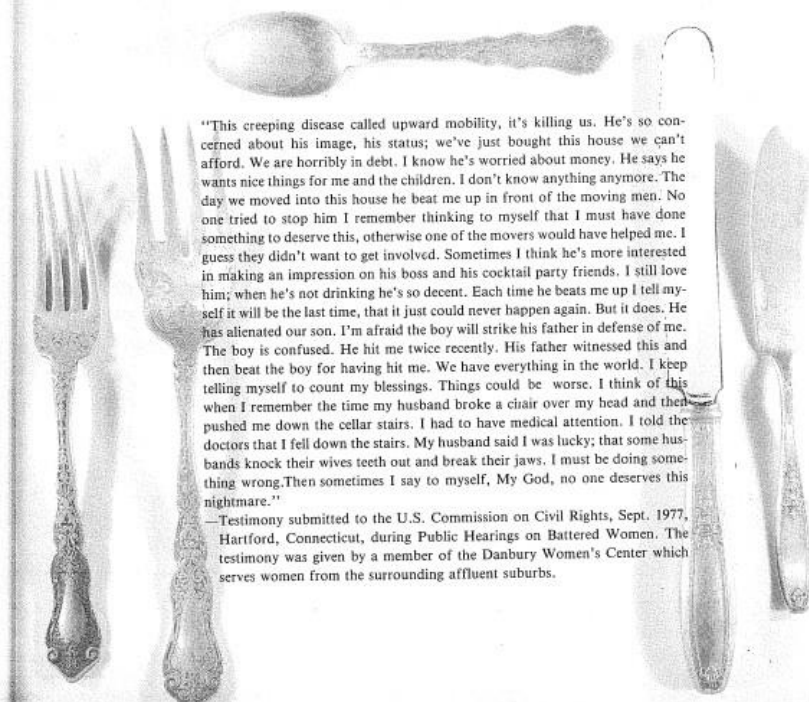 "This creeping disease called upward mobility, it's killing us. He's so con-
cerned about his image, his status; we've just bought this house we can't
afford. We are horribly in debt. I know he's worried about money. He says he
wants nice things for me and the children. I don't know anything anymore. The
day we moved into this house he beat me up in front of the moving men. No
one tried to stop him I remember thinking to myself that I must have done
something to deserve this, otherwise one of the movers would have helped me. I
guess they didn't want to get involved. Sometimes I think he's more interested
in making an impression on his boss and his cocktail party friends. I still love
him; when he's not drinking he's so decent. Each time he beats me up I tell my-
self it will be the last time, that it just could never happen again. But it does. He
has alienated our son. I'm afraid the boy will strike his father in defense of me.
The boy is confused. He hit me twice recently. His father witnessed this and
then beat the boy for having hit me. We have everything in the world. I keep
telling myself to count my blessings. Things could be worse. I think of this
when I remember the time my husband broke a chair over my head and then
pushed me down the cellar stairs. I had to have medical attention. I told the
doctors that I fell down the stairs. My husband said I was lucky; that some hus-
bands knock their wives teeth out and break their jaws. I must be doing some-
thing wrong.Then sometimes I say to myself, My God, no one deserves this
nightmare."
—Testimony submitted to the U.S. Commission on Civil Rights, Sept. 1977,
Hartford, Connecticut, during Public Hearings on Battered Women. The
testimony was given by a member of the Danbury Women's Center which
serves women from the surrounding affluent suburbs.